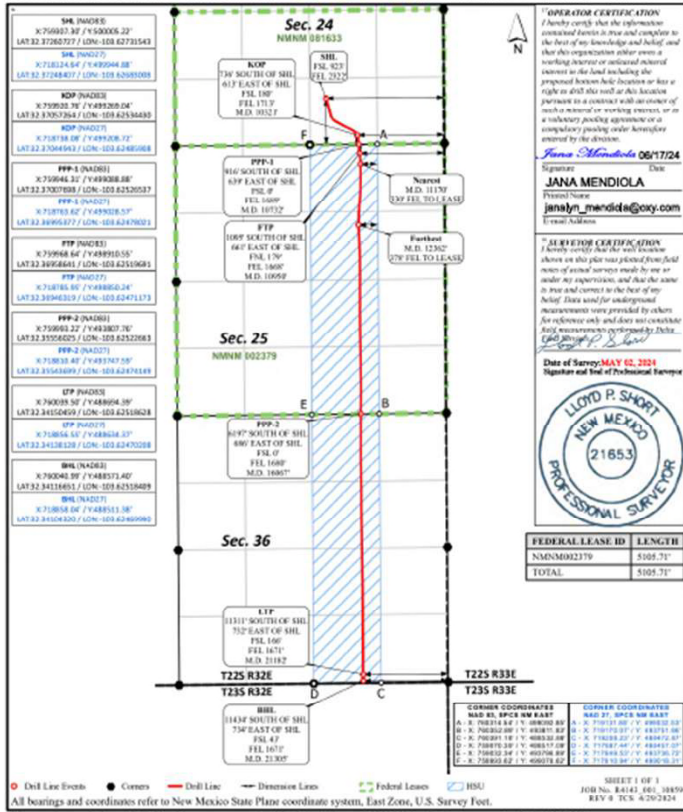 SHL (NAD83)
X:759307.30' / Y:500005.22'
LAT:32.37260727 / LON:-103.62731543
SHL (NAD27)
X:718124.64' / Y:499944.88'
LAT:32.37248407 / LON:-103.62683008
KOP (NAD83)
X:759920.76' / Y:499269.04'
LAT:32.37057264 / LON:-103.62534430
KOP (NAD27)
X:718738.08' / Y:499208.72'
LAT:32.37044943 / LON:-103.62485908
PPP-1 (NAD83)
X:759946.31' / Y:499088.88'
LAT:32.37007698 / LON:-103.62526537
PPP-1 (NAD27)
X:718763.62' / Y:499028.57'
LAT:32.36995377 / LON:-103.62478021
FTP (NAD83)
X:759968.64' / Y:498910.55'
LAT:32.36958641 / LON:-103.62519691
FTP (NAD27)
X:718785.95' / Y:498850.24'
LAT:32.36946319 / LON:-103.62471173
PPP-2 (NAD83)
X:759993.22' / Y:493807.76'
LAT:32.35556025 / LON:-103.62522663
PPP-2 (NAD27)
X:718810.40' / Y:493747.59'
LAT:32.35543699 / LON:-103.62474149
LTP (NAD83)
X:760039.50' / Y:488694.39'
LAT:32.34150459 / LON:-103.62518628
LTP (NAD27)
X:718856.55' / Y:488634.37'
LAT:32.34138128 / LON:-103.62470208
BHL (NAD83)
X:760040.99' / Y:488571.40'
LAT:32.34116651 / LON:-103.62518409
BHL (NAD27)
X:718858.04' / Y:488511.38'
LAT:32.34104320 / LON:-103.62469990
Sec. 24
NMNM 081633
N
SHL
FSL 923'
FEL 2322'
KOP
736' SOUTH OF SHL
613' EAST OF SHL
FSL 180'
FEL 1713'
M.D. 10323'
F
A
PPP-1
916' SOUTH OF SHL
639' EAST OF SHL
FSL 0'
FEL 1689'
M.D. 10732'
Nearest
M.D. 11170'
330' FEL TO LEASE
FTP
1095' SOUTH OF SHL
661' EAST OF SHL
FNL 179'
FEL 1668'
M.D. 10950'
Furthest
M.D. 12362'
379' FEL TO LEASE
Sec. 25
NMNM 002379
E
B
PPP-2
6197' SOUTH OF SHL
686' EAST OF SHL
FSL 0'
FEL 1680'
M.D. 16067'
Sec. 36
LTP
11311' SOUTH OF SHL
732' EAST OF SHL
FSL 166'
FEL 1671'
M.D. 21182'
T22S R32E
T22S R33E
T23S R32E
T23S R33E
D
C
BHL
11434' SOUTH OF SHL
734' EAST OF SHL
FSL 43'
FEL 1671'
M.D. 21305'
OPERATOR CERTIFICATION
I hereby certify that the information
contained herein is true and complete to
the best of my knowledge and belief, and
that this organization either owns a
working interest or unleased mineral
interest in the land including the
proposed bottom hole location or has a
right to drill this well at this location
pursuant to a contract with an owner of
such a mineral or working interest, or to
a voluntary pooling agreement or a
compulsory pooling order heretofore
entered by the division.
Jana Mendiola 06/17/24
Signature Date
JANA MENDIOLA
Printed Name
janalyn_mendiola@oxy.com
E-mail Address
SURVEYOR CERTIFICATION
I hereby certify that the well location
shown on this plat was plotted from field
notes of actual surveys made by me or
under my supervision, and that the same
is true and correct to the best of my
belief. Data used for underground
measurements were provided by others
for reference only and does not constitute
field measurements performed by Delta
Date of Survey:MAY 02, 2024
Signature and Seal of Professional Surveyor
LLOYD P. SHORT
NEW MEXICO
21653
PROFESSIONAL SURVEYOR
FEDERAL LEASE ID LENGTH
NMNM002379 5105.71'
TOTAL 5105.71'
CORNER COORDINATES
NAD 83, SPCS NM EAST
CORNER COORDINATES
NAD 27, SPCS NM EAST
Drill Line Events
Corners
Drill Line
Dimension Lines
Federal Leases
HSU
All bearings and coordinates refer to New Mexico State Plane coordinate system, East Zone, U.S. Survey Feet.
SHEET 1 OF 1